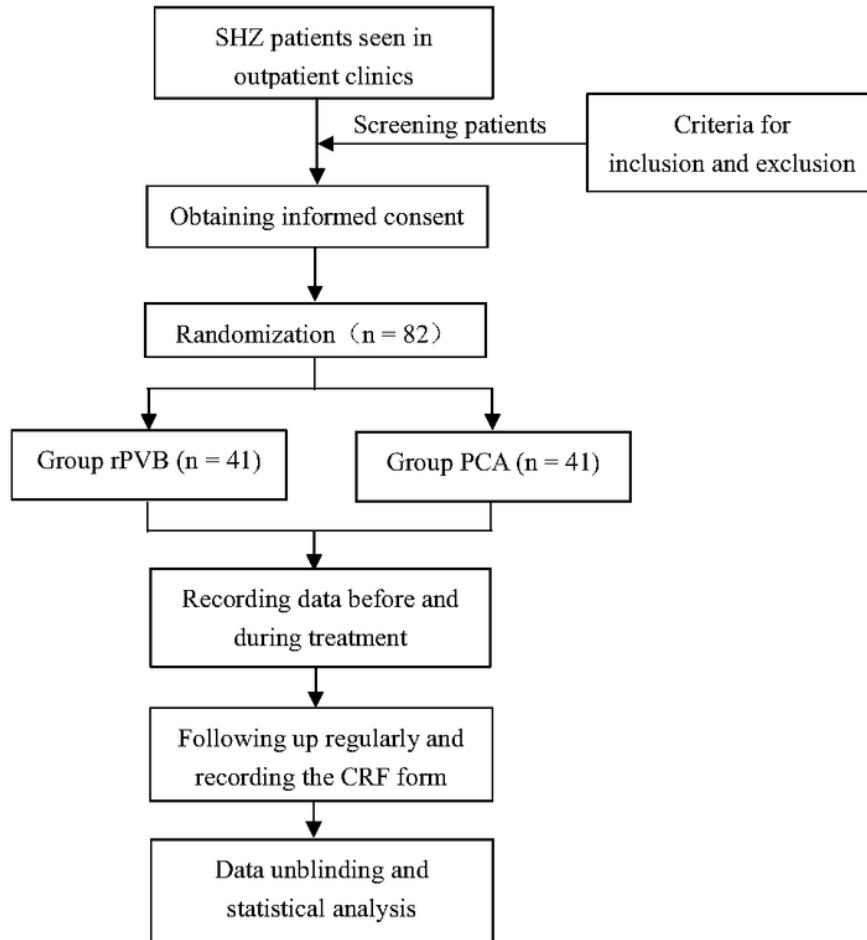 SHZ patients seen in
outpatient clinics
Screening patients
Criteria for
inclusion and exclusion
Obtaining informed consent
Randomization（n = 82）
Group rPVB (n = 41)
Group PCA (n = 41)
Recording data before and
during treatment
Following up regularly and
recording the CRF form
Data unblinding and
statistical analysis